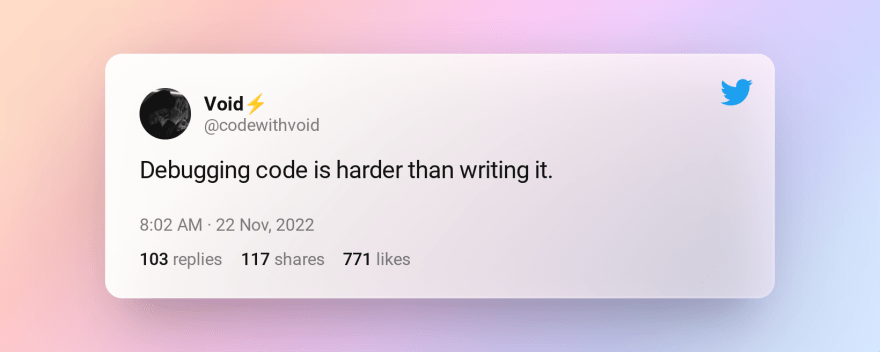 Void⚡
@codewithvoid
Debugging code is harder than writing it.
8:02 AM · 22 Nov, 2022
103 replies 117 shares 771 likes